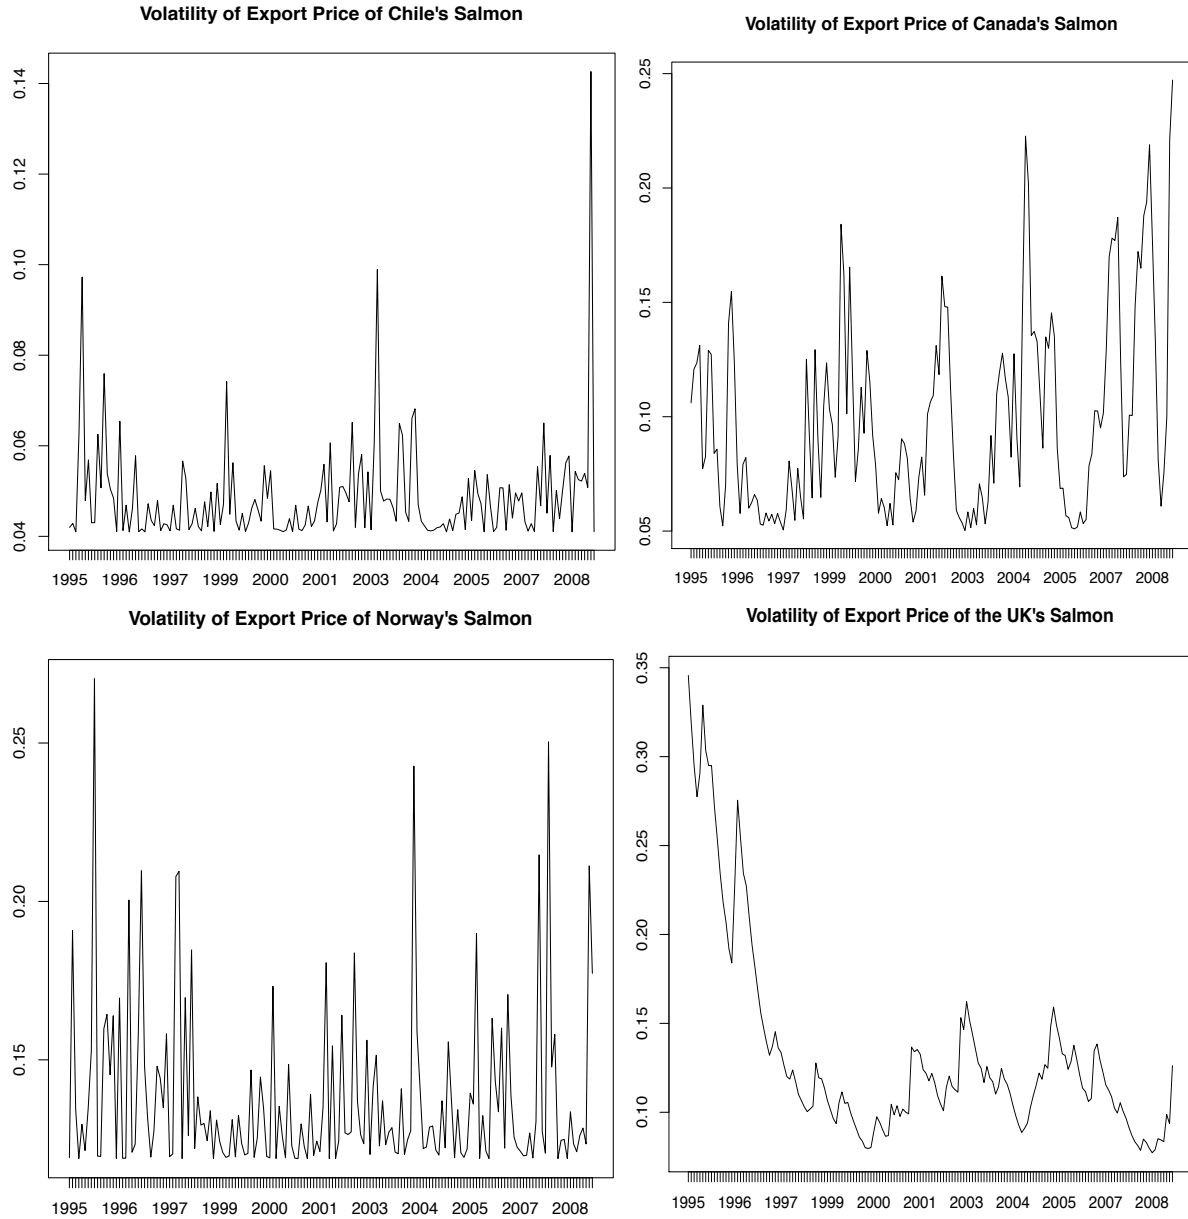 Volatility of Export Price of Chile's Salmon
0.14
0.12
0.10
0.08
0.06
0.04
1995 1996 1997 1999 2000 2001 2003 2004 2005 2007 2008
Volatility of Export Price of Canada's Salmon
0.25
0.20
0.15
0.10
0.05
1995 1996 1997 1999 2000 2001 2003 2004 2005 2007 2008
Volatility of Export Price of Norway's Salmon
0.25
0.20
0.15
1995 1996 1997 1999 2000 2001 2003 2004 2005 2007 2008
Volatility of Export Price of the UK's Salmon
0.35
0.30
0.25
0.20
0.15
0.10
1995 1996 1997 1999 2000 2001 2003 2004 2005 2007 2008